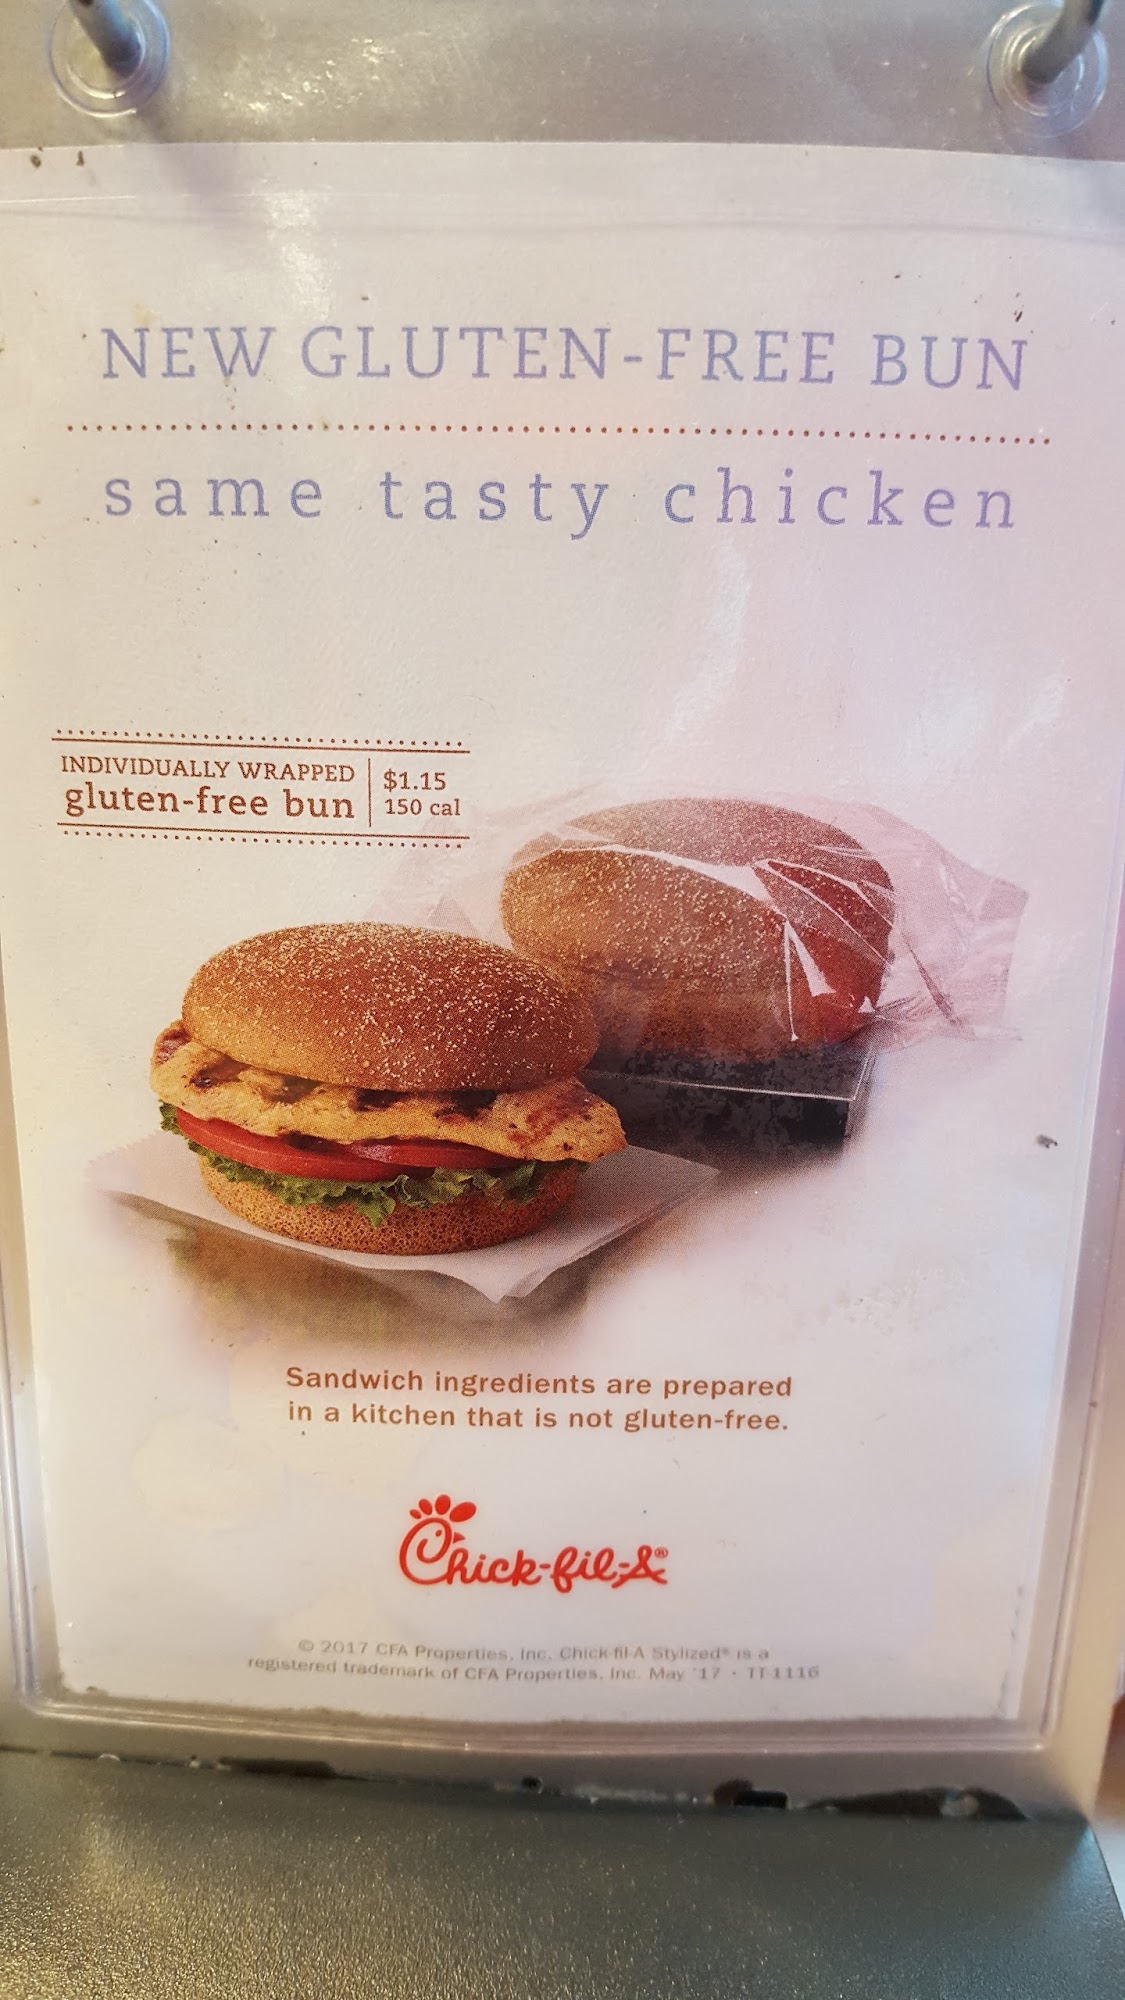 NEW GLUTEN-FREE BUN
same tasty chicken
INDIVIDUALLY WRAPPED
gluten-free bun
$1.15
150 cal
Sandwich ingredients are prepared
in a kitchen that is not gluten-free.
Chick-fil-A®
© 2017 CFA Properties, Inc. Chick-fil-A Stylized® is a
registered trademark of CFA Properties, Inc. May '17 · TT-1116